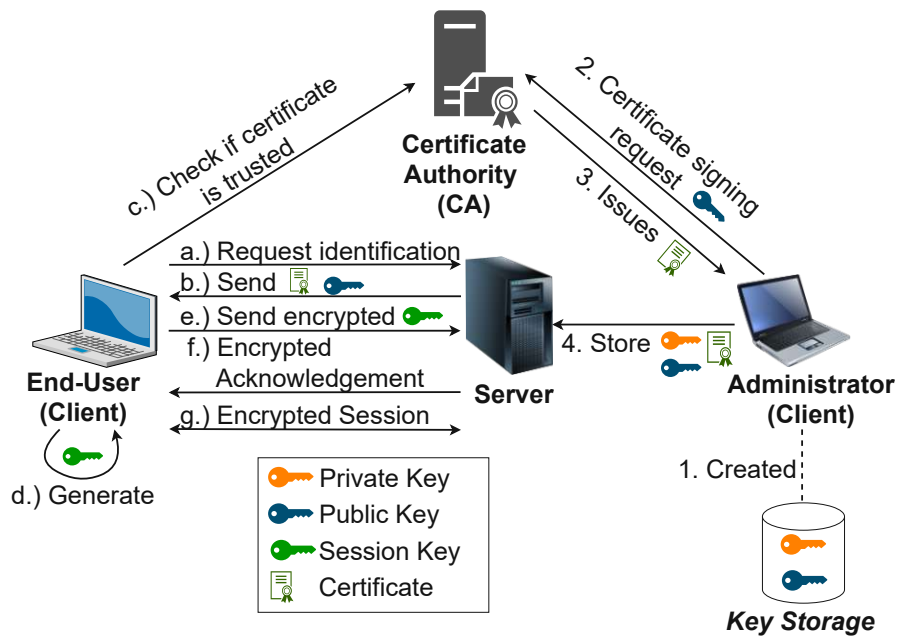 Certificate
Authority
(CA)
c.) Check if certificate
is trusted
2. Certificate signing
request
3. Issues
a.) Request identification
b.) Send
e.) Send encrypted
f.) Encrypted
Acknowledgement
g.) Encrypted Session
End-User
(Client)
d.) Generate
Server
4. Store
Administrator
(Client)
1. Created
Key Storage
Private Key
Public Key
Session Key
Certificate